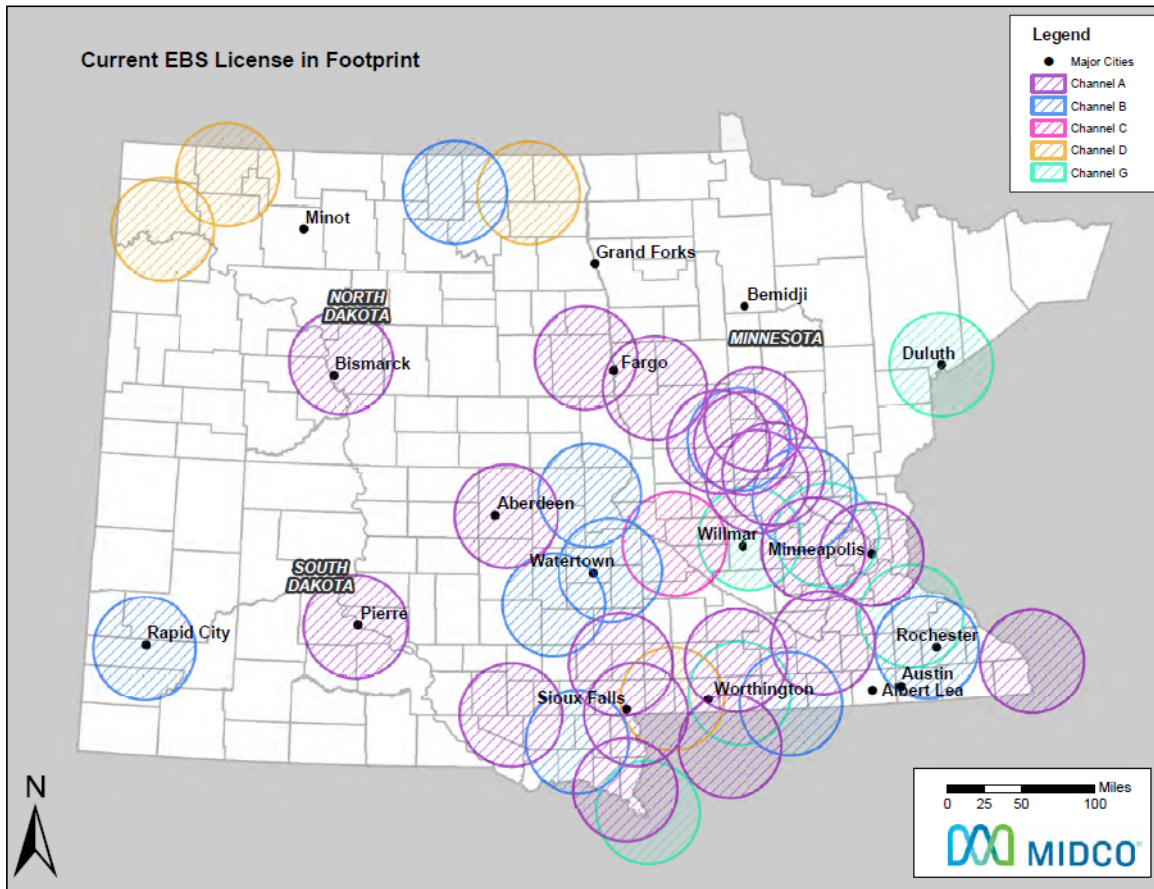 Current EBS License in Footprint
Legend
Major Cities
Channel A
Channel B
Channel C
Channel D
Channel G
Minot
Grand Forks
Bemidji
NORTH
DAKOTA
MINNESOTA
Bismarck
Fargo
Duluth
Aberdeen
Willmar
Minneapolis
Watertown
SOUTH
DAKOTA
Pierre
Rapid City
Rochester
Austin
Albert Lea
Sioux Falls
Worthington
N
Miles
0 25 50 100
MIDCO®